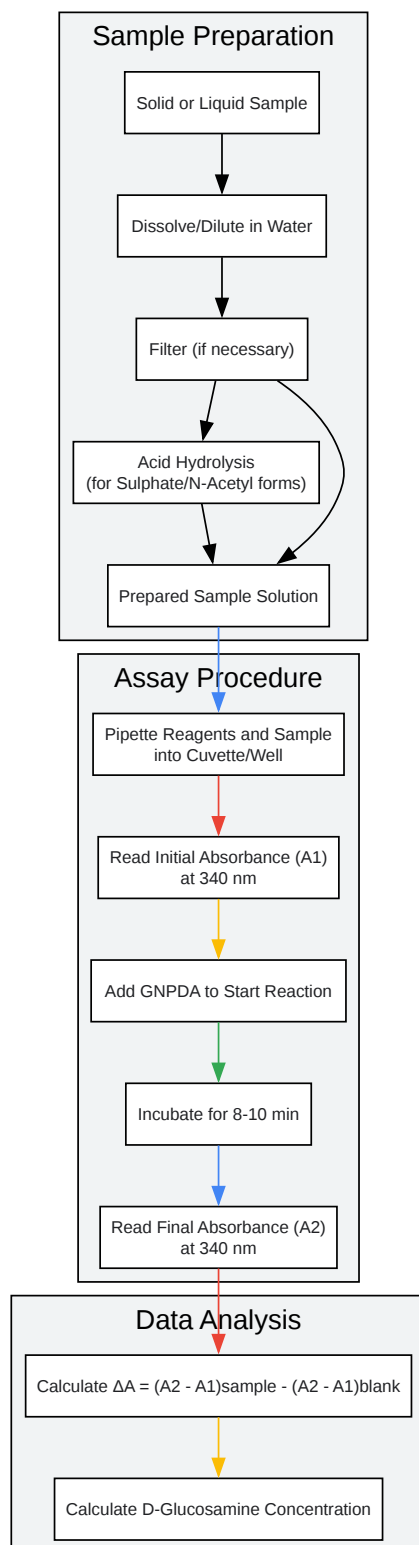 Sample Preparation
Solid or Liquid Sample
Dissolve/Dilute in Water
Filter (if necessary)
Acid Hydrolysis
(for Sulphate/N-Acetyl forms)
Prepared Sample Solution
Assay Procedure
Pipette Reagents and Sample
into Cuvette/Well
Read Initial Absorbance (A1)
at 340 nm
Add GNPDA to Start Reaction
Incubate for 8-10 min
Read Final Absorbance (A2)
at 340 nm
Data Analysis
Calculate ΔA = (A2 - A1)sample - (A2 - A1)blank
Calculate D-Glucosamine Concentration